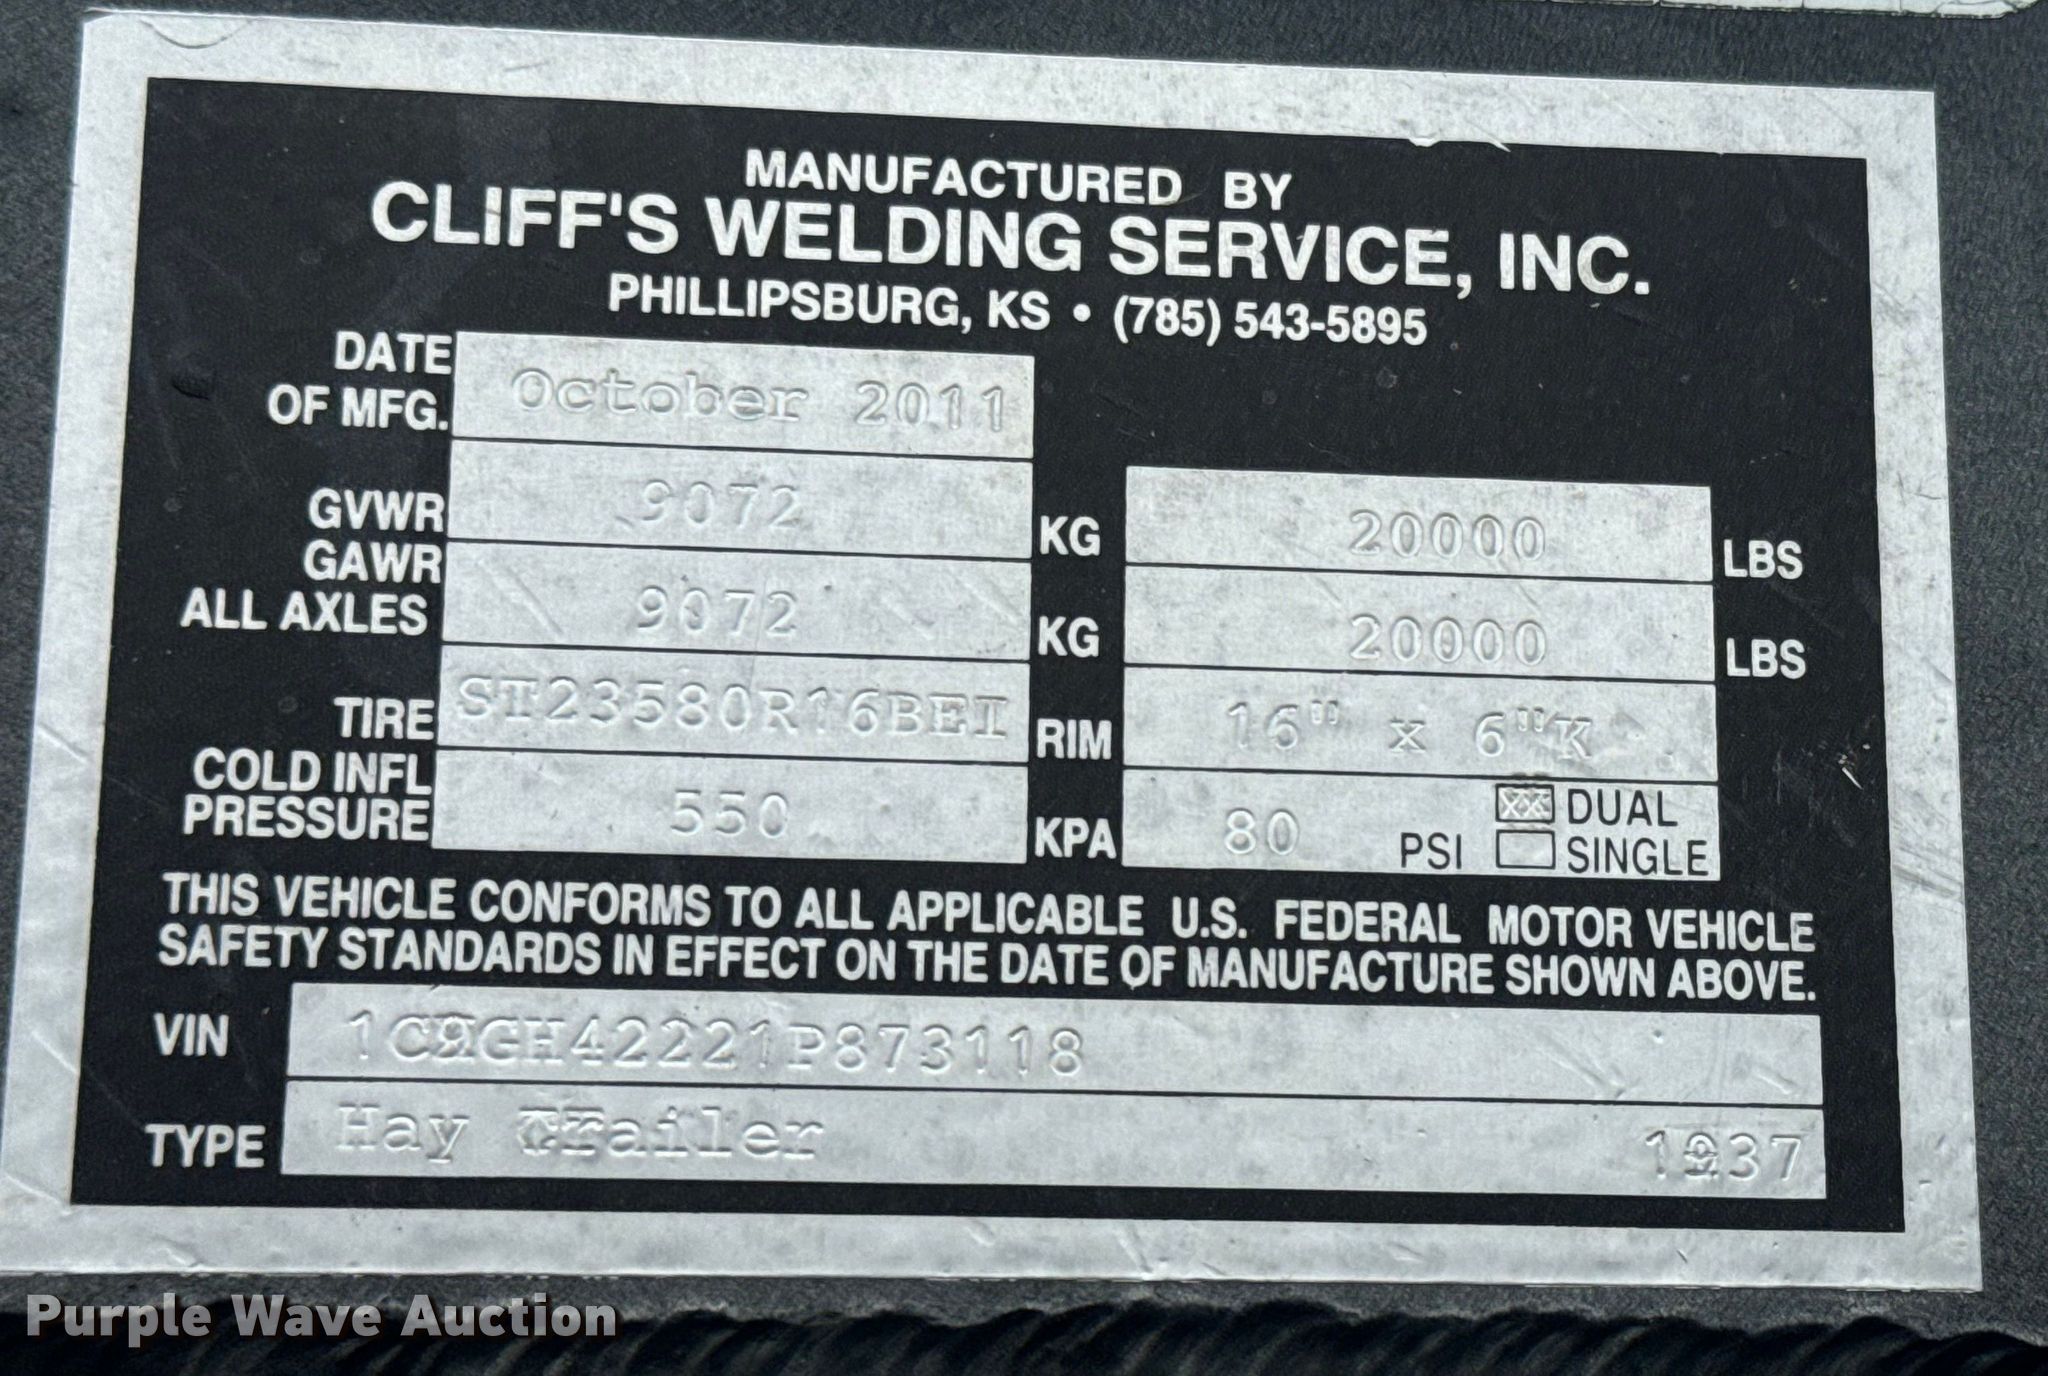 MANUFACTURED BY
CLIFF'S WELDING SERVICE, INC.
PHILLIPSBURG, KS • (785) 543-5895
DATE OF MFG. October 2011
GVWR 9072 KG 20000 LBS
GAWR ALL AXLES 9072 KG 20000 LBS
TIRE ST23580R16BEI RIM 16" x 6"K
COLD INFL PRESSURE 550 KPA 80 PSI XX DUAL
SINGLE
THIS VEHICLE CONFORMS TO ALL APPLICABLE U.S. FEDERAL MOTOR VEHICLE
SAFETY STANDARDS IN EFFECT ON THE DATE OF MANUFACTURE SHOWN ABOVE.
VIN
TYPE Hay Trailer
Purple Wave Auction